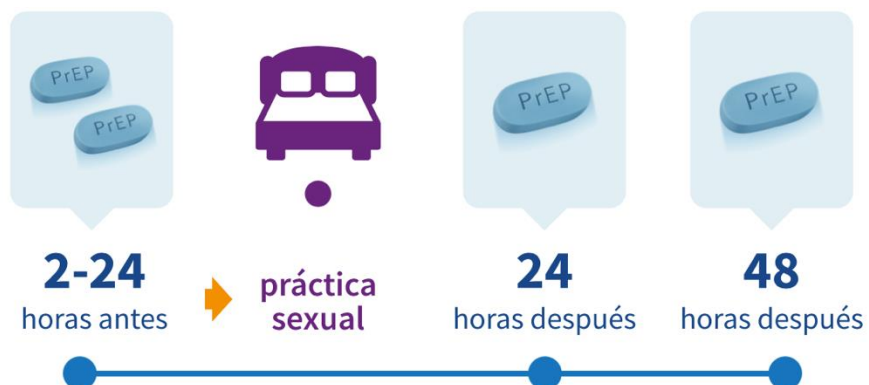 PrEP
PrEP
PrEP
PrEP
2-24
horas antes
práctica
sexual
24
horas después
48
horas después